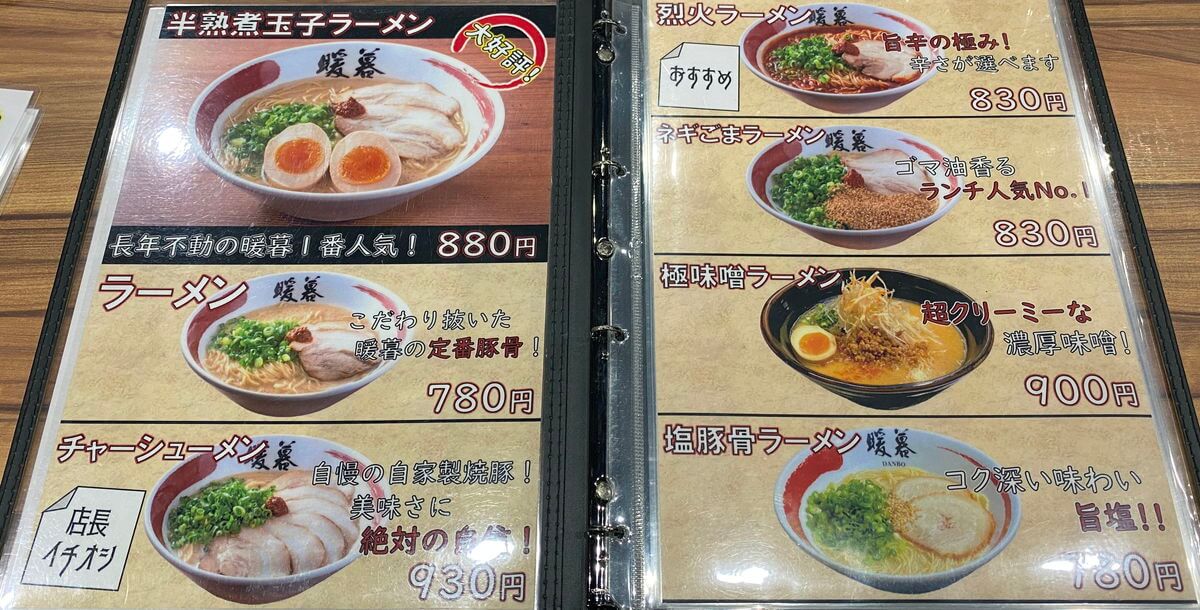 半熟煮玉子ラーメン
大好評!
暖暮
長年不動の暖暮1番人気! 880円
ラーメン
暖暮
こだわり抜いた
暖暮の定番豚骨!
780円
チャーシューメン
暖暮
店長
イチオシ
自慢の自家製焼豚!
美味さに
絶対の自信!
930円
烈火ラーメン
暖暮
おすすめ
旨辛の極み!
辛さが選べます
830円
ネギごまラーメン
暖暮
ゴマ油香る
ランチ人気No.1
830円
極味噌ラーメン
超クリーミーな
濃厚味噌!
900円
塩豚骨ラーメン
暖暮
DANBO
コク深い味わい
旨塩!!
780円